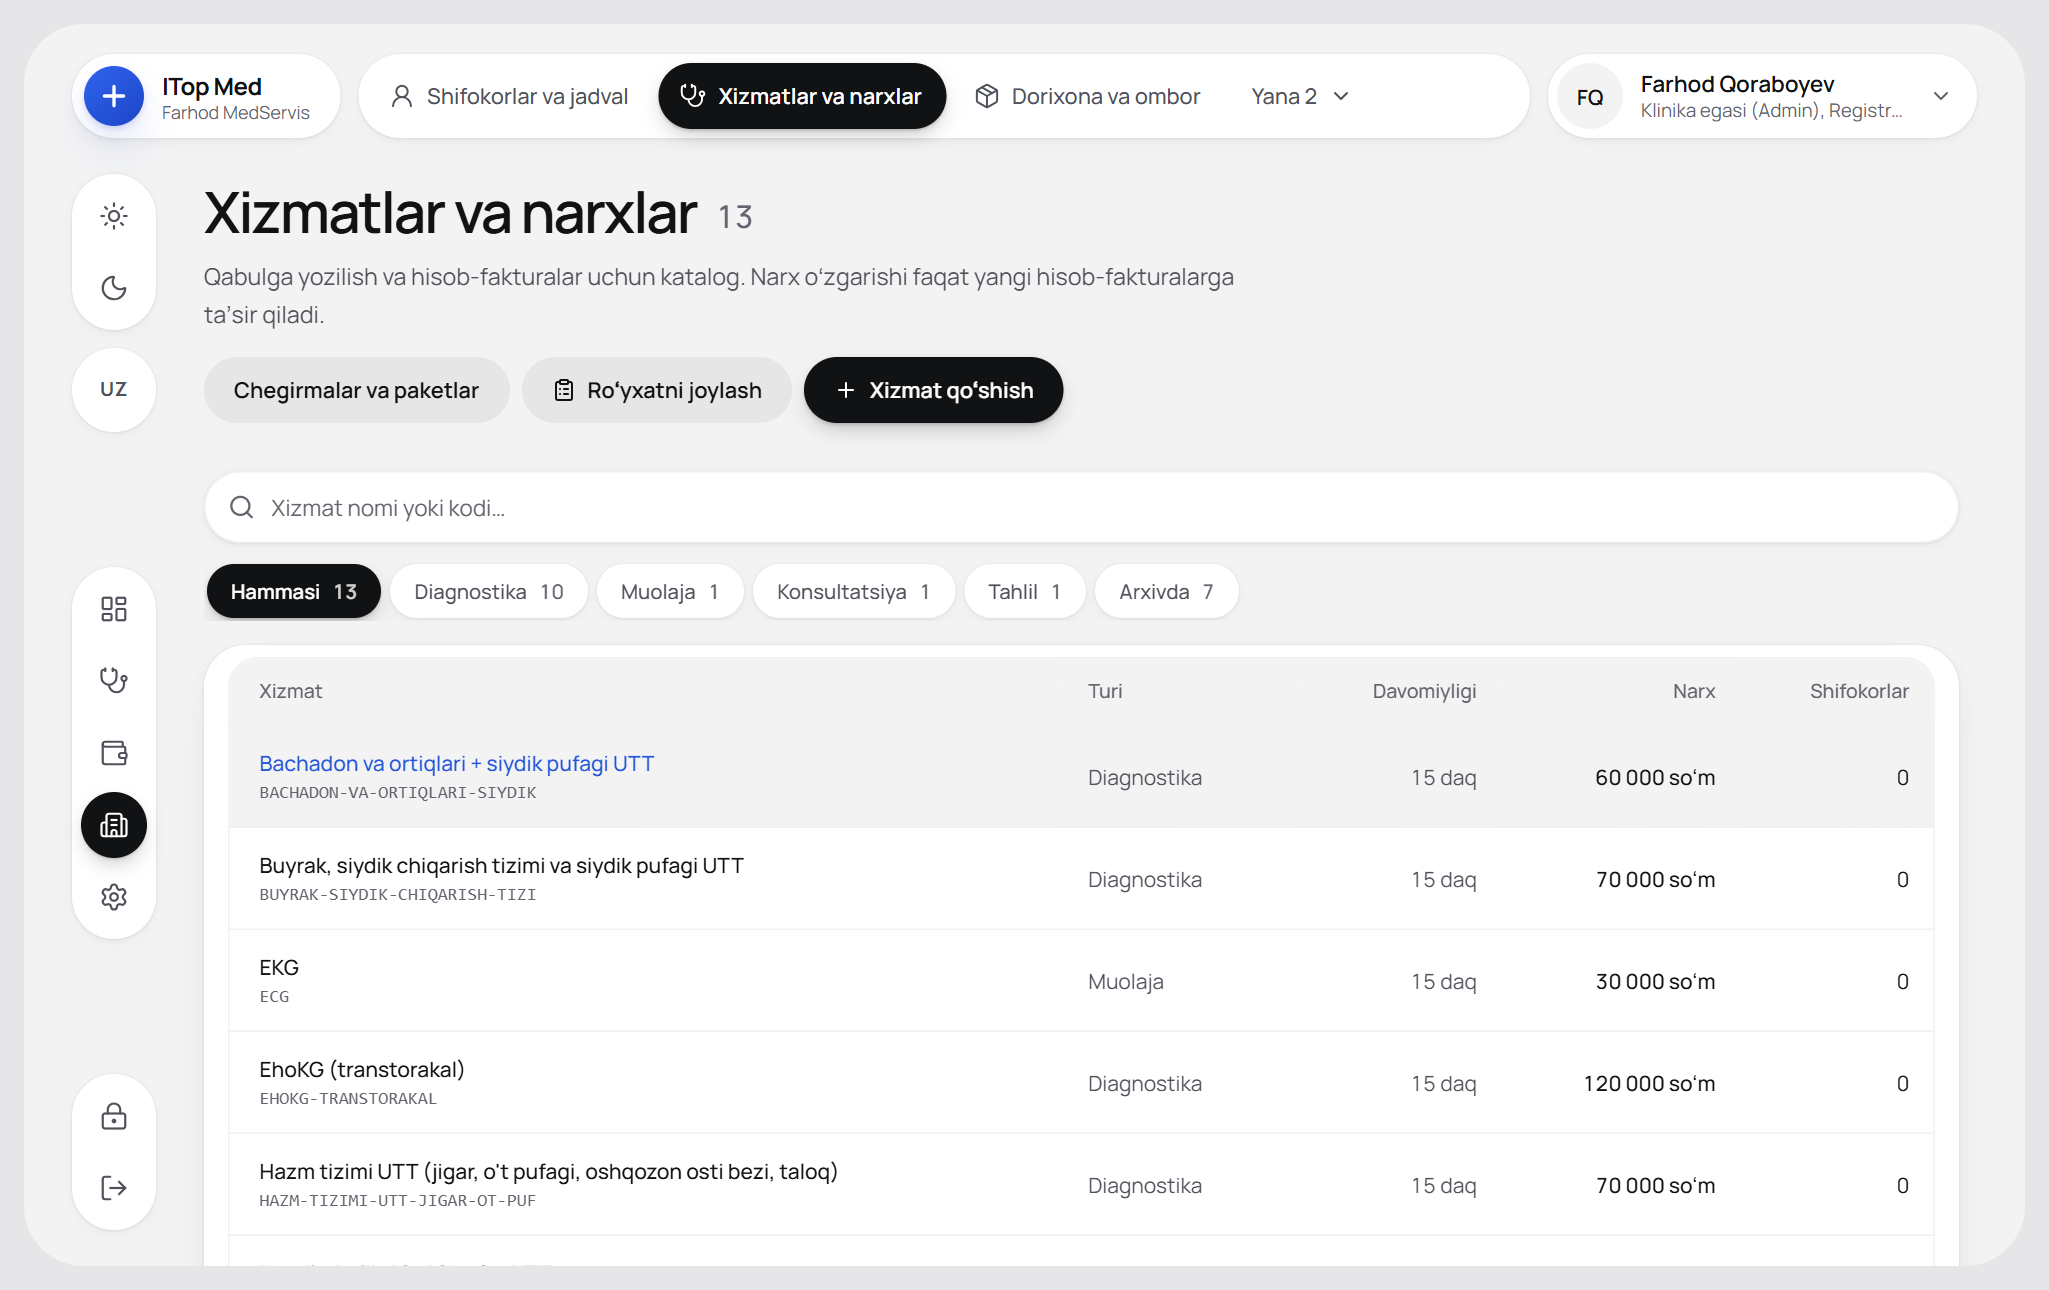 ITop Med
Farhod MedServis
Shifokorlar va jadval
Xizmatlar va narxlar
Dorixona va ombor
Yana 2
FQ
Farhod Qoraboyev
Klinika egasi (Admin), Registr...
Xizmatlar va narxlar 13
Qabulga yozilish va hisob-fakturalar uchun katalog. Narx oʻzgarishi faqat yangi hisob-fakturalarga
taʼsir qiladi.
UZ
Chegirmalar va paketlar
Roʻyxatni joylash
Xizmat qoʻshish
Xizmat nomi yoki kodi...
Hammasi 13
Diagnostika 10
Muolaja 1
Konsultatsiya 1
Tahlil 1
Arxivda 7
Xizmat Turi Davomiyligi Narx Shifokorlar
Bachadon va ortiqlari + siydik pufagi UTT
BACHADON-VA-ORTIQLARI-SIYDIK
Diagnostika 15 daq 60 000 soʻm 0
Buyrak, siydik chiqarish tizimi va siydik pufagi UTT
BUYRAK-SIYDIK-CHIQARISH-TIZI
Diagnostika 15 daq 70 000 soʻm 0
EKG
ECG
Muolaja 15 daq 30 000 soʻm 0
EhoKG (transtorakal)
EHOKG-TRANSTORAKAL
Diagnostika 15 daq 120 000 soʻm 0
Hazm tizimi UTT (jigar, o't pufagi, oshqozon osti bezi, taloq)
HAZM-TIZIMI-UTT-JIGAR-OT-PUF
Diagnostika 15 daq 70 000 soʻm 0